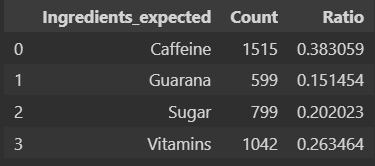 Ingredients_expected Count Ratio
0 Caffeine 1515 0.383059
1 Guarana 599 0.151454
2 Sugar 799 0.202023
3 Vitamins 1042 0.263464